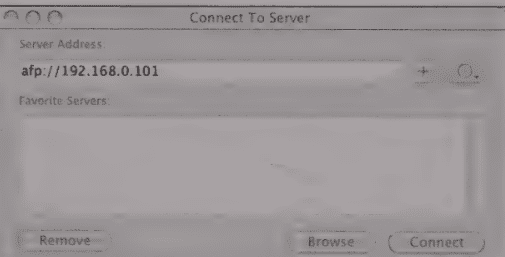 Connect To Server
Server Address:
afp://192.168.0.101
+
Favorite Servers:
Remove Browse Connect